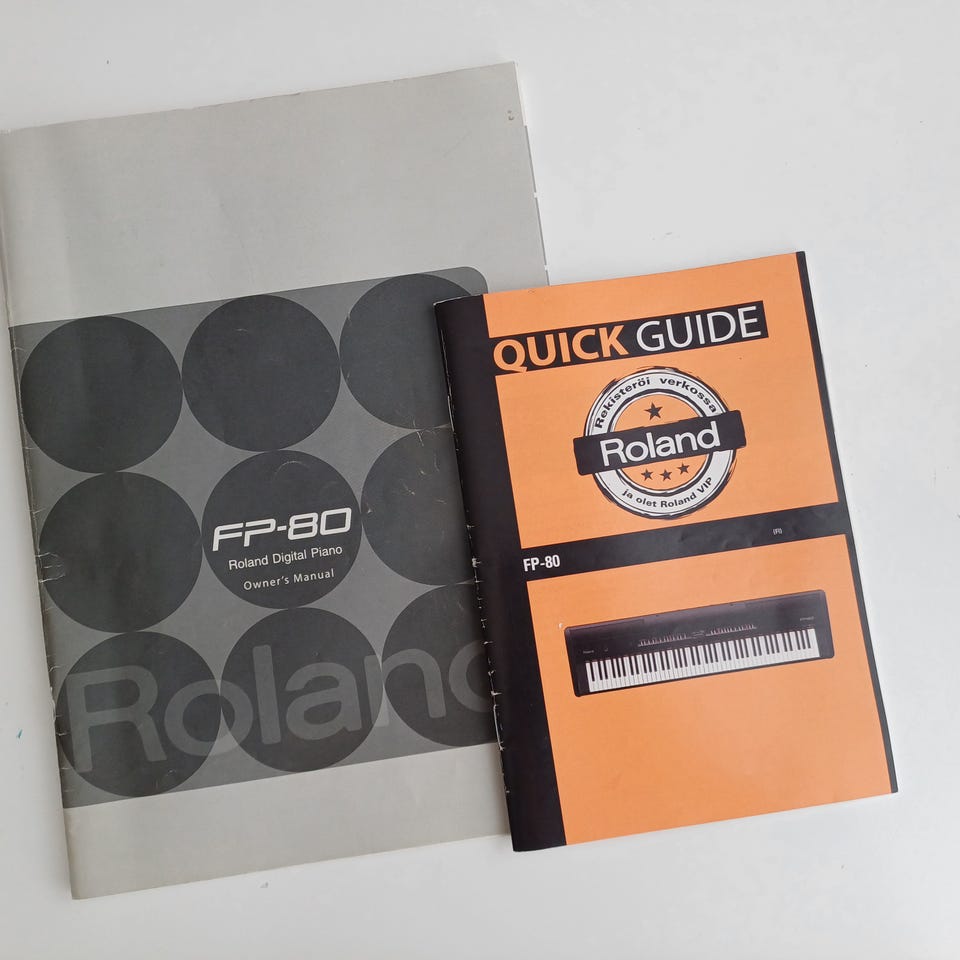 FP-80
Roland Digital Piano
Owner's Manual
Roland
QUICK GUIDE
Rekisteröi verkossa
Roland
ja olet Roland VIP
(FI)
FP-80
Roland